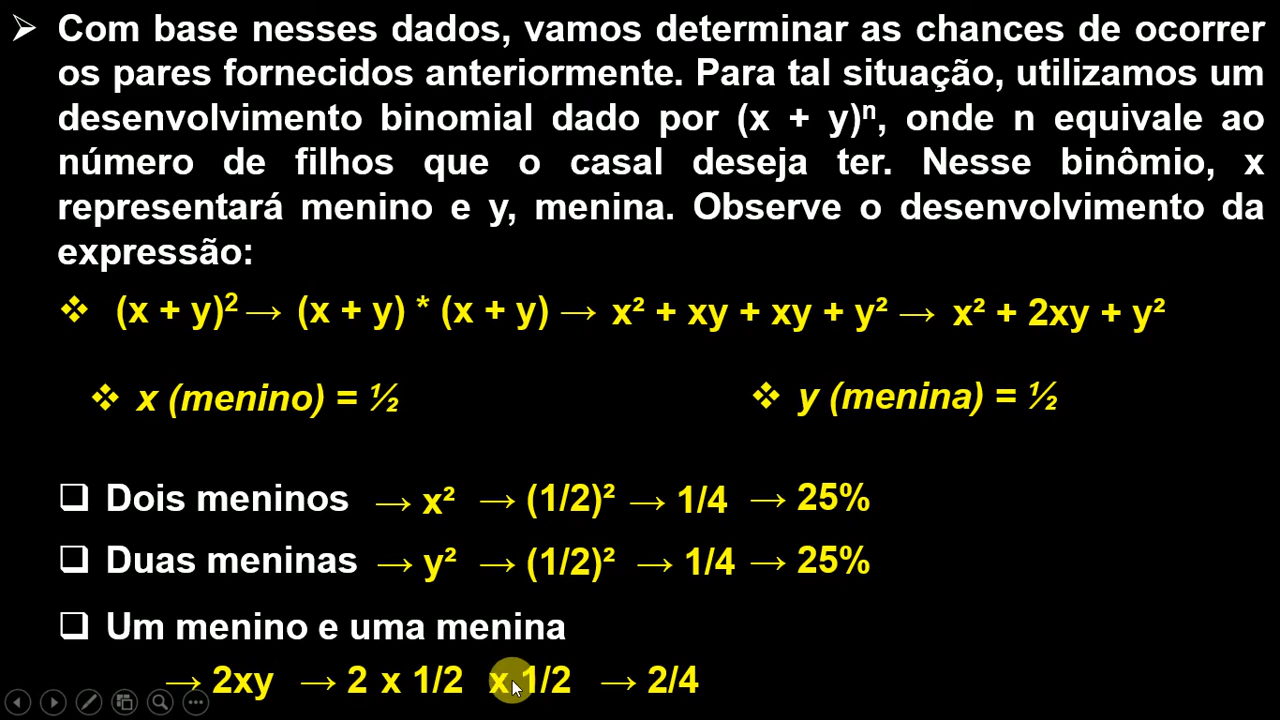 Com base nesses dados, vamos determinar as chances de ocorrer
os pares fornecidos anteriormente. Para tal situação, utilizamos um
desenvolvimento binomial dado por (x + y)ⁿ, onde n equivale ao
número de filhos que o casal deseja ter. Nesse binômio, x
representará menino e y, menina. Observe o desenvolvimento da
expressão:
(x + y)² → (x + y) * (x + y) → x² + xy + xy + y² → x² + 2xy + y²
x (menino) = ½ y (menina) = ½
Dois meninos → x² → (1/2)² → 1/4 → 25%
Duas meninas → y² → (1/2)² → 1/4 → 25%
Um menino e uma menina
→ 2xy → 2 x 1/2 x 1/2 → 2/4